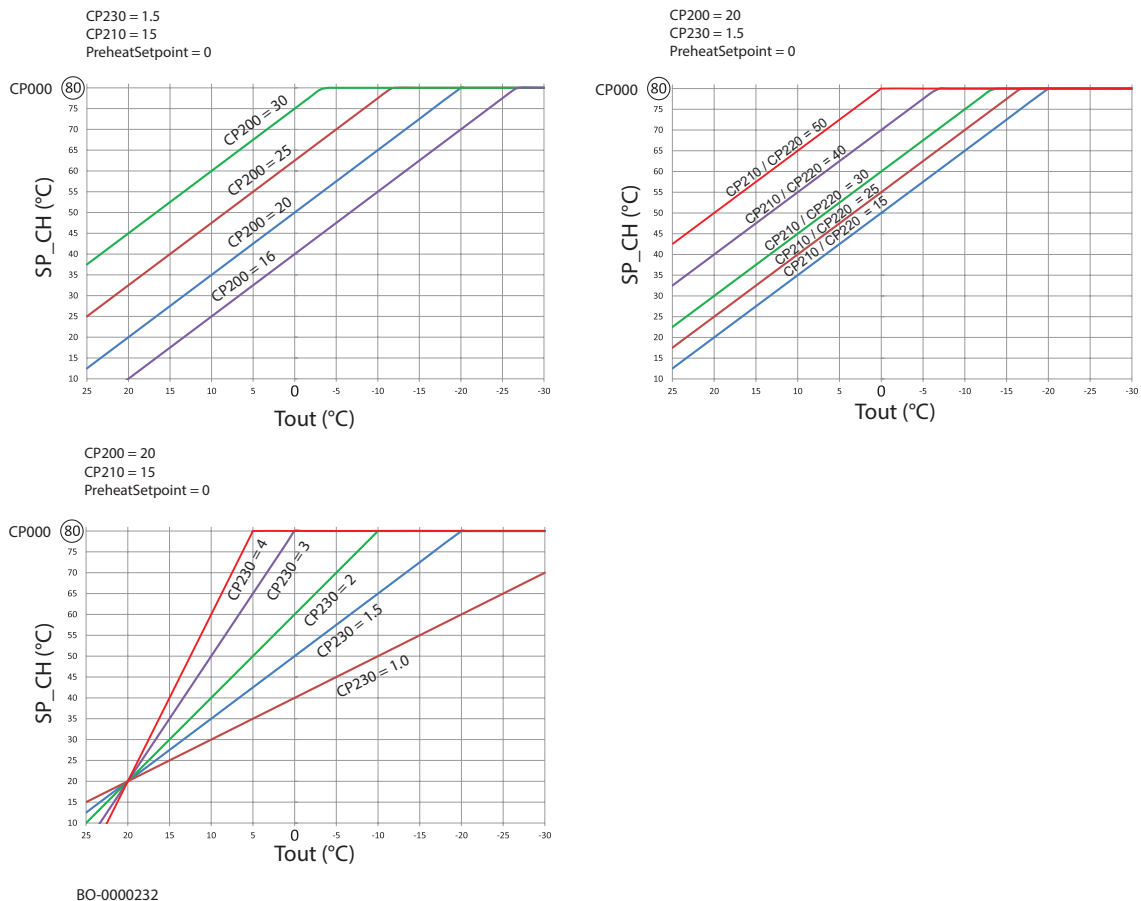 CP230 = 1.5
CP210 = 15
PreheatSetpoint = 0
CP000 80
75
70
65
60
55
50
45
40
35
30
25
20
15
10
SP_CH (°C)
CP200 = 30
CP200 = 25
CP200 = 20
CP200 = 16
25 20 15 10 5 0 -5 -10 -15 -20 -25 -30
Tout (°C)
CP200 = 20
CP230 = 1.5
PreheatSetpoint = 0
CP000 80
75
70
65
60
55
50
45
40
35
30
25
20
15
10
SP_CH (°C)
CP210 / CP220 = 50
CP210 / CP220 = 40
CP210 / CP220 = 30
CP210 / CP220 = 25
CP210 / CP220 = 15
25 20 15 10 5 0 -5 -10 -15 -20 -25 -30
Tout (°C)
CP200 = 20
CP210 = 15
PreheatSetpoint = 0
CP000 80
75
70
65
60
55
50
45
40
35
30
25
20
15
10
SP_CH (°C)
CP230 = 4
CP230 = 3
CP230 = 2
CP230 = 1.5
CP230 = 1.0
25 20 15 10 5 0 -5 -10 -15 -20 -25 -30
Tout (°C)
BO-0000232